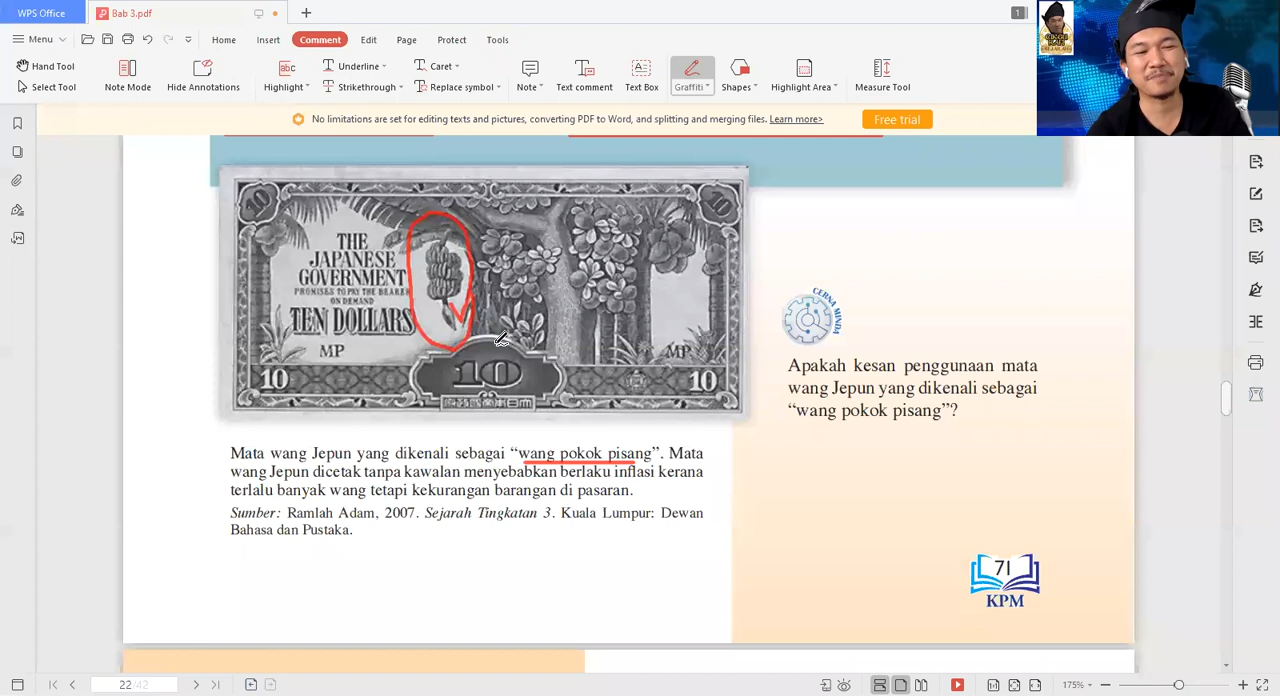 WPS Office
Bab 3.pdf
1
Menu
Home
Insert
Comment
Edit
Page
Protect
Tools
Hand Tool
Select Tool
Note Mode
Hide Annotations
Highlight
Underline
Strikethrough
Caret
Replace symbol
Note
Text comment
Text Box
Graffiti
Shapes
Highlight Area
Measure Tool
No limitations are set for editing texts and pictures, converting PDF to Word, and splitting and merging files. Learn more>
Free trial
10
10
THE
JAPANESE
GOVERNMENT
PROMISES TO PAY THE BEARER
ON DEMAND
TEN DOLLARS
MP
MP
10
10
10
CERNA MINDA
Apakah kesan penggunaan mata
wang Jepun yang dikenali sebagai
“wang pokok pisang”?
Mata wang Jepun yang dikenali sebagai “wang pokok pisang”. Mata
wang Jepun dicetak tanpa kawalan menyebabkan berlaku inflasi kerana
terlalu banyak wang tetapi kekurangan barangan di pasaran.
Sumber: Ramlah Adam, 2007. Sejarah Tingkatan 3. Kuala Lumpur: Dewan
Bahasa dan Pustaka.
71
KPM
22/42
175%